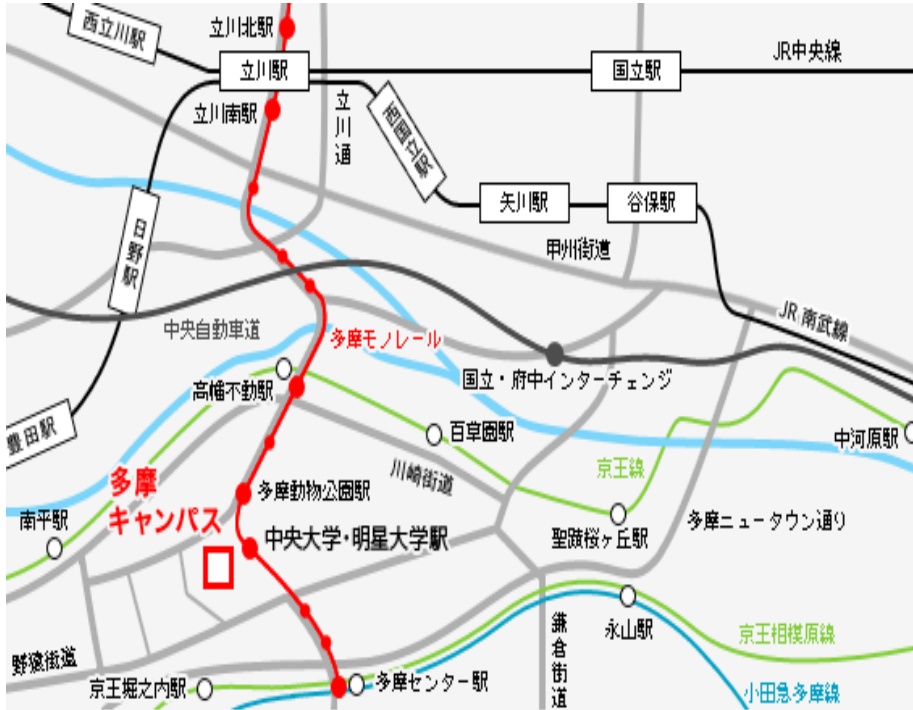 立川北駅
西立川駅
立川駅
国立駅
JR中央線
立川南駅
立川通
西国立駅
矢川駅
谷保駅
日野駅
甲州街道
中央自動車道
多摩モノレール
JR南武線
国立・府中インターチェンジ
高幡不動駅
百草園駅
中河原駅
豊田駅
川崎街道
京王線
多摩
キャンパス
多摩動物公園駅
南平駅
中央大学・明星大学駅
聖蹟桜ヶ丘駅
多摩ニュータウン通り
鎌倉街道
永山駅
京王相模原線
野猿街道
京王堀之内駅
多摩センター駅
小田急多摩線